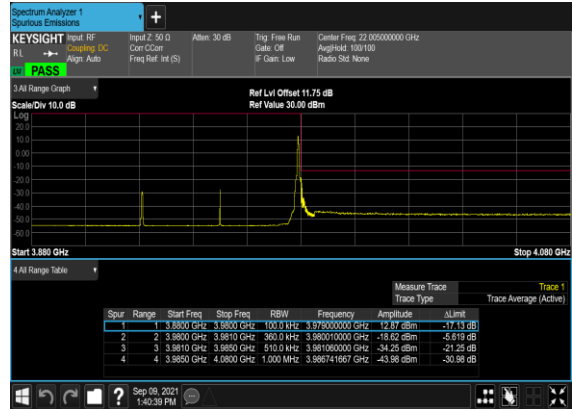 Spectrum Analyzer 1
Spurious Emissions
KEYSIGHT Input: RF Input Z: 50 Ω Atten: 30 dB Trig: Free Run Center Freq: 22.005000000 GHz
RL Coupling: DC Corr CCorr Gate: Off Avg|Hold: 100/100
Align: Auto Freq Ref: Int (S) IF Gain: Low Radio Std: None
PASS
3 All Range Graph
Ref Lvl Offset 11.75 dB
Scale/Div 10.0 dB Ref Value 30.00 dBm
Log
20.0
10.0
0.00
-10.0
-20.0
-30.0
-40.0
-50.0
-60.0
Start 3.880 GHz Stop 4.080 GHz
4 All Range Table
Measure Trace Trace 1
Trace Type Trace Average (Active)
Spur Range Start Freq Stop Freq RBW Frequency Amplitude ΔLimit
1 1 3.8800 GHz 3.9800 GHz 100.0 kHz 3.979000000 GHz 12.87 dBm -17.13 dB
2 2 3.9800 GHz 3.9810 GHz 360.0 kHz 3.980010000 GHz -18.62 dBm -5.619 dB
3 3 3.9810 GHz 3.9850 GHz 510.0 kHz 3.981060000 GHz -34.25 dBm -21.25 dB
4 4 3.9850 GHz 4.0800 GHz 1.000 MHz 3.986741667 GHz -43.98 dBm -30.98 dB
? Sep 09, 2021
1:40:39 PM